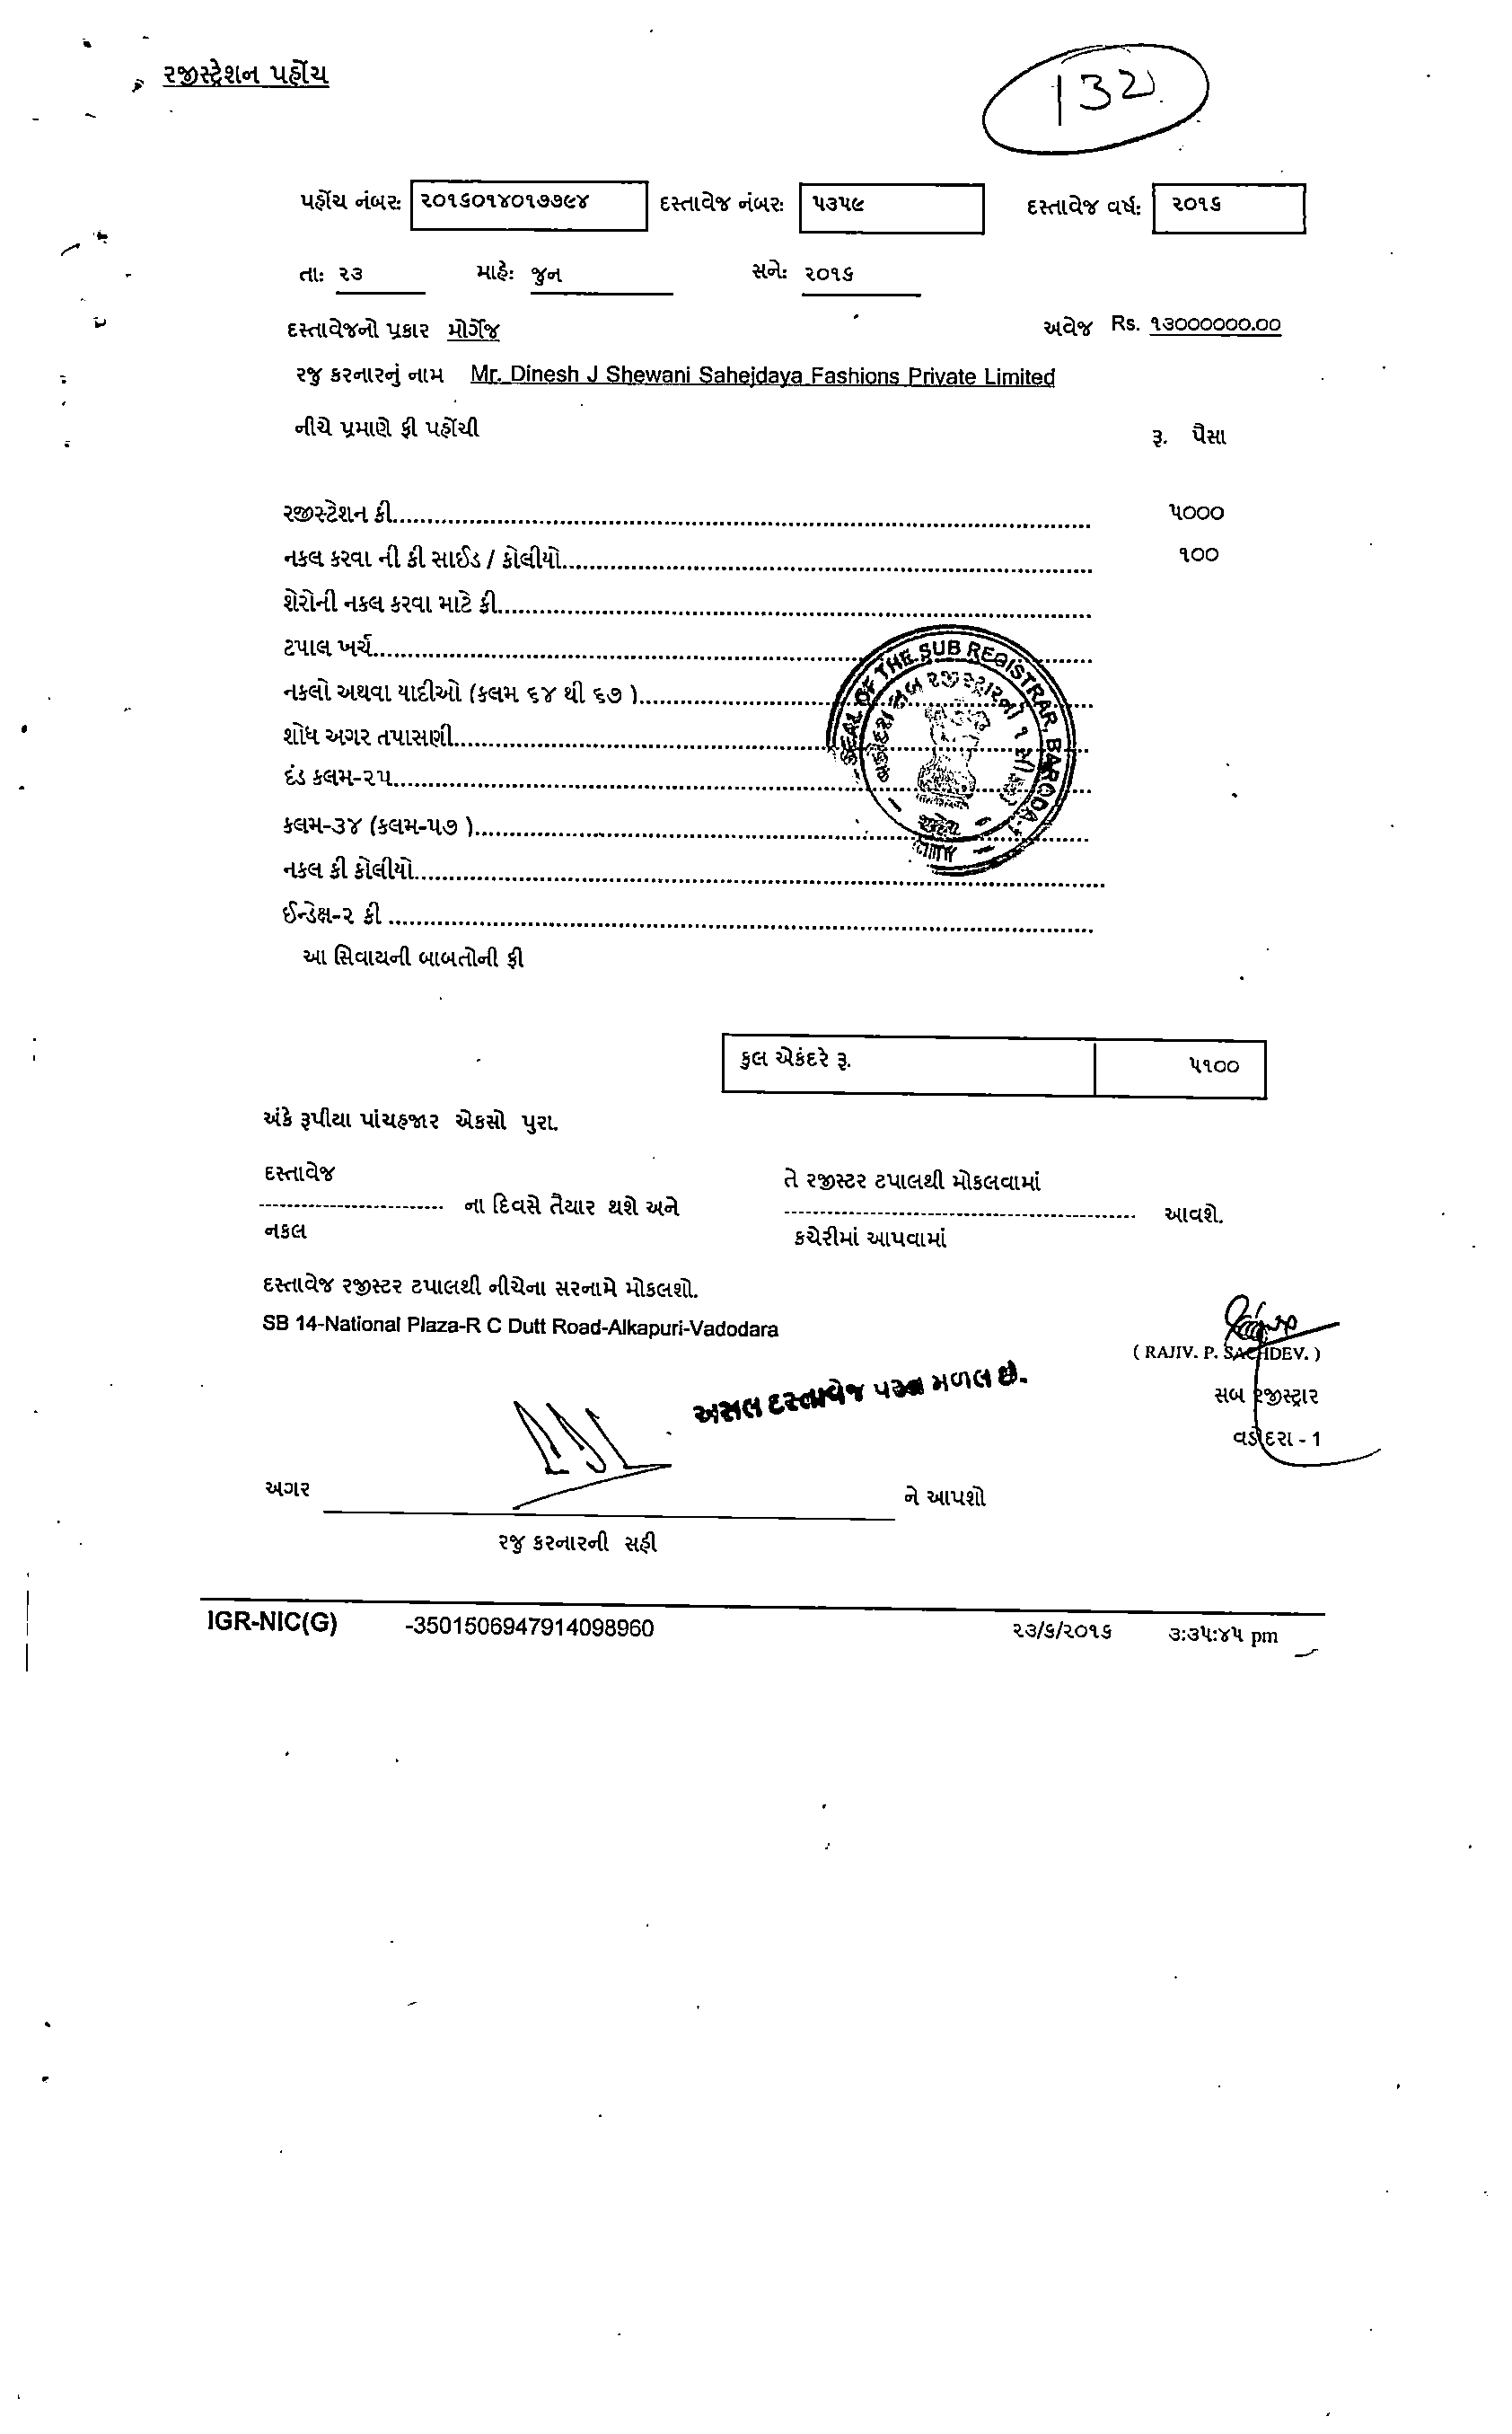 રજીસ્ટ્રેશન પહોંચ
132
પહોંચ નંબર: ૨૦૧૬૦૧૪૦૧૭૭૯૪ દસ્તાવેજ નંબર: ૫૩૫૯ દસ્તાવેજ વર્ષ: ૨૦૧૬
તા: ૨૩ માહે: જુન સને: ૨૦૧૬
દસ્તાવેજનો પ્રકાર મોર્ગેજ અવેજ Rs. ૧૩૦૦૦૦૦૦.૦૦
રજુ કરનારનું નામ Mr. Dinesh J Shewani Sahejdaya Fashions Private Limited
નીચે પ્રમાણે ફી પહોંચી
રૂ. પૈસા
રજીસ્ટેશન ફી.......... ૫૦૦૦
નકલ કરવા ની ફી સાઈડ / ફોલીયો.......... ૧૦૦
શેરોની નકલ કરવા માટે ફી..........
ટપાલ ખર્ચ..........
નકલો અથવા યાદીઓ (કલમ ૬૪ થી ૬૭ )..........
શોધ અગર તપાસણી..........
દંડ કલમ-૨૫..........
કલમ-૩૪ (કલમ-૫૭ )..........
નકલ ફી ફોલીયો..........
ઈન્ડેક્ષ-૨ ફી ..........
આ સિવાયની બાબતોની ફી
SEAL OF THE SUB REGISTRAR, BARODA-1
કુલ એકંદરે રૂ. ૫૧૦૦
અંકે રૂપીયા પાંચહજાર એકસો પુરા.
દસ્તાવેજ
ના દિવસે તૈયાર થશે અને
નકલ
તે રજીસ્ટર ટપાલથી મોકલવામાં
આવશે.
કચેરીમાં આપવામાં
દસ્તાવેજ રજીસ્ટર ટપાલથી નીચેના સરનામે મોકલશો.
SB 14-National Plaza-R C Dutt Road-Alkapuri-Vadodara
( RAJIV. P. SACHDEV. )
સબ રજીસ્ટ્રાર
વડોદરા - 1
અસલ દસ્તાવેજ પરત મળલ છે.
અગર ને આપશો
રજુ કરનારની સહી
IGR-NIC(G) -3501506947914098960 ૨૩/૬/૨૦૧૬ ૩:૩૫:૪૫ pm